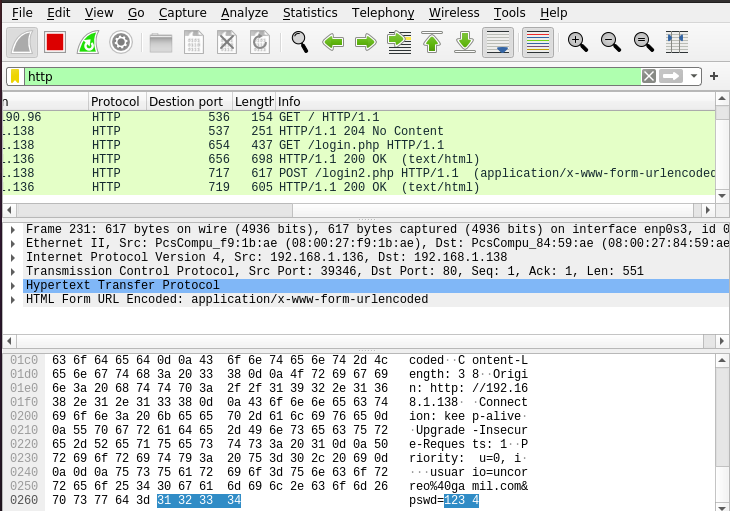 File Edit View Go Capture Analyze Statistics Telephony Wireless Tools Help
http
n Protocol Destion port Length Info
.90.96 HTTP 536 154 GET / HTTP/1.1
.138 HTTP 537 251 HTTP/1.1 204 No Content
.138 HTTP 654 437 GET /login.php HTTP/1.1
.136 HTTP 656 698 HTTP/1.1 200 OK (text/html)
.138 HTTP 717 617 POST /login2.php HTTP/1.1 (application/x-www-form-urlencoded
.136 HTTP 719 605 HTTP/1.1 200 OK (text/html)
Frame 231: 617 bytes on wire (4936 bits), 617 bytes captured (4936 bits) on interface enp0s3, id 0
Ethernet II, Src: PcsCompu_f9:1b:ae (08:00:27:f9:1b:ae), Dst: PcsCompu_84:59:ae (08:00:27:84:59:ae
Internet Protocol Version 4, Src: 192.168.1.136, Dst: 192.168.1.138
Transmission Control Protocol, Src Port: 39346, Dst Port: 80, Seq: 1, Ack: 1, Len: 551
Hypertext Transfer Protocol
HTML Form URL Encoded: application/x-www-form-urlencoded
01c0 63 6f 64 65 64 0d 0a 43 6f 6e 74 65 6e 74 2d 4c coded··C ontent-L
01d0 65 6e 67 74 68 3a 20 33 38 0d 0a 4f 72 69 67 69 ength: 3 8··Origi
01e0 6e 3a 20 68 74 74 70 3a 2f 2f 31 39 32 2e 31 36 n: http: //192.16
01f0 38 2e 31 2e 31 33 38 0d 0a 43 6f 6e 6e 65 63 74 8.1.138· ·Connect
0200 69 6f 6e 3a 20 6b 65 65 70 2d 61 6c 69 76 65 0d ion: kee p-alive·
0210 0a 55 70 67 72 61 64 65 2d 49 6e 73 65 63 75 72 ·Upgrade -Insecur
0220 65 2d 52 65 71 75 65 73 74 73 3a 20 31 0d 0a 50 e-Reques ts: 1··P
0230 72 69 6f 72 69 74 79 3a 20 75 3d 30 2c 20 69 0d riority: u=0, i·
0240 0a 0d 0a 75 73 75 61 72 69 6f 3d 75 6e 63 6f 72 ···usuar io=uncor
0250 72 65 6f 25 34 30 67 61 6d 69 6c 2e 63 6f 6d 26 reo%40ga mil.com&
0260 70 73 77 64 3d 31 32 33 34 pswd=123 4